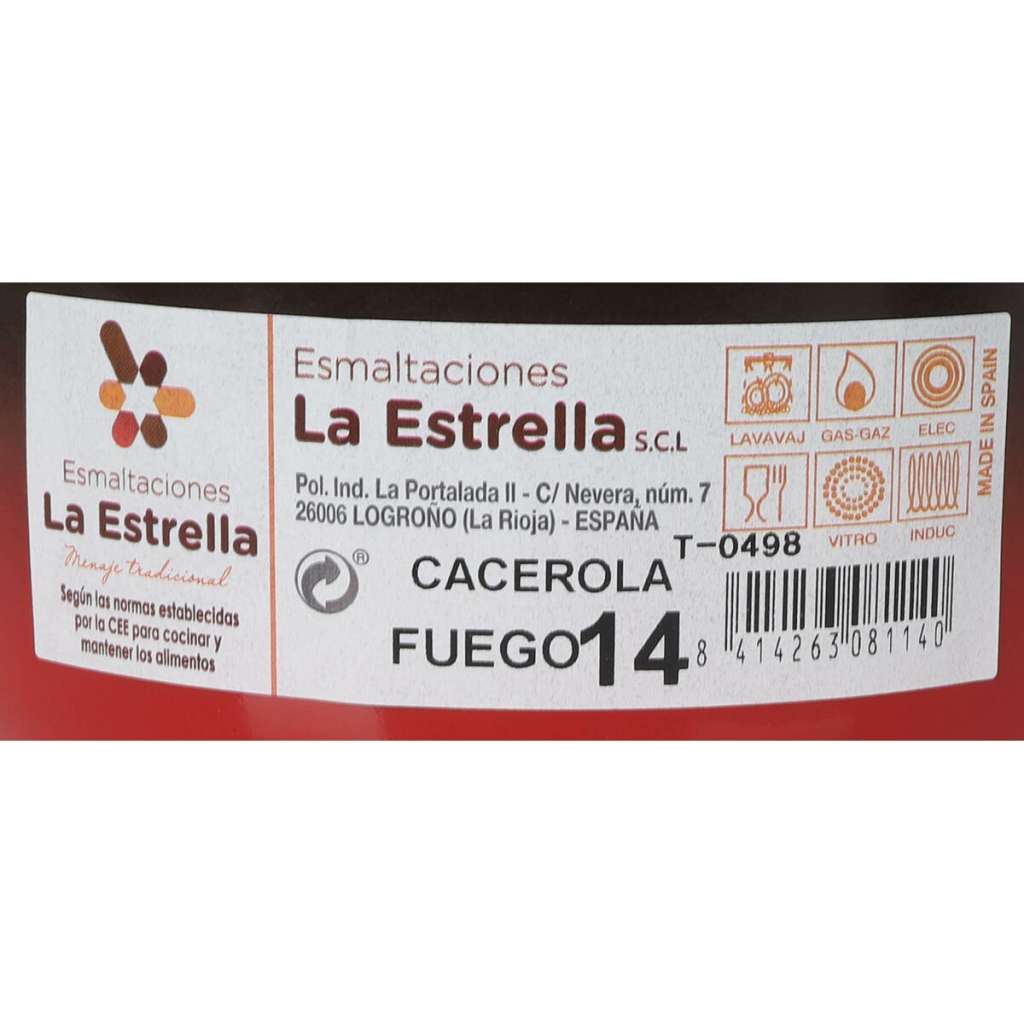 Esmaltaciones
La Estrella
Menaje tradicional
Según las normas establecidas
por la CEE para cocinar y
mantener los alimentos
Esmaltaciones
La Estrella S.C.L
Pol. Ind. La Portalada II - C/ Nevera, núm. 7
26006 LOGROÑO (La Rioja) - ESPAÑA
®
CACEROLA
FUEGO 14
LAVAVAJ GAS-GAZ ELEC
VITRO INDUC
MADE IN SPAIN
T-0498
8 414263 081140